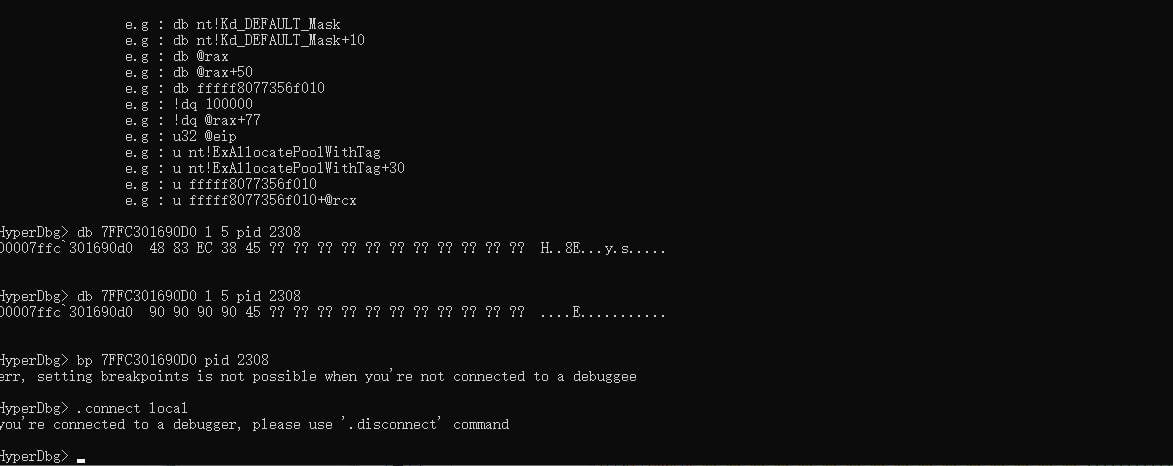 e.g : db nt!Kd_DEFAULT_Mask
e.g : db nt!Kd_DEFAULT_Mask+10
e.g : db @rax
e.g : db @rax+50
e.g : db fffff8077356f010
e.g : !dq 100000
e.g : !dq @rax+77
e.g : u32 @eip
e.g : u nt!ExAllocatePoolWithTag
e.g : u nt!ExAllocatePoolWithTag+30
e.g : u fffff8077356f010
e.g : u fffff8077356f010+@rcx
HyperDbg> db 7FFC301690D0 l 5 pid 2308
00007ffc`301690d0  48 83 EC 38 45 ?? ?? ?? ?? ?? ?? ?? ?? ?? ?? ??  H..8E...y.s.....
HyperDbg> db 7FFC301690D0 l 5 pid 2308
00007ffc`301690d0  90 90 90 90 45 ?? ?? ?? ?? ?? ?? ?? ?? ?? ?? ??  ....E...........
HyperDbg> bp 7FFC301690D0 pid 2308
err, setting breakpoints is not possible when you're not connected to a debuggee
HyperDbg> .connect local
you're connected to a debugger, please use '.disconnect' command
HyperDbg>